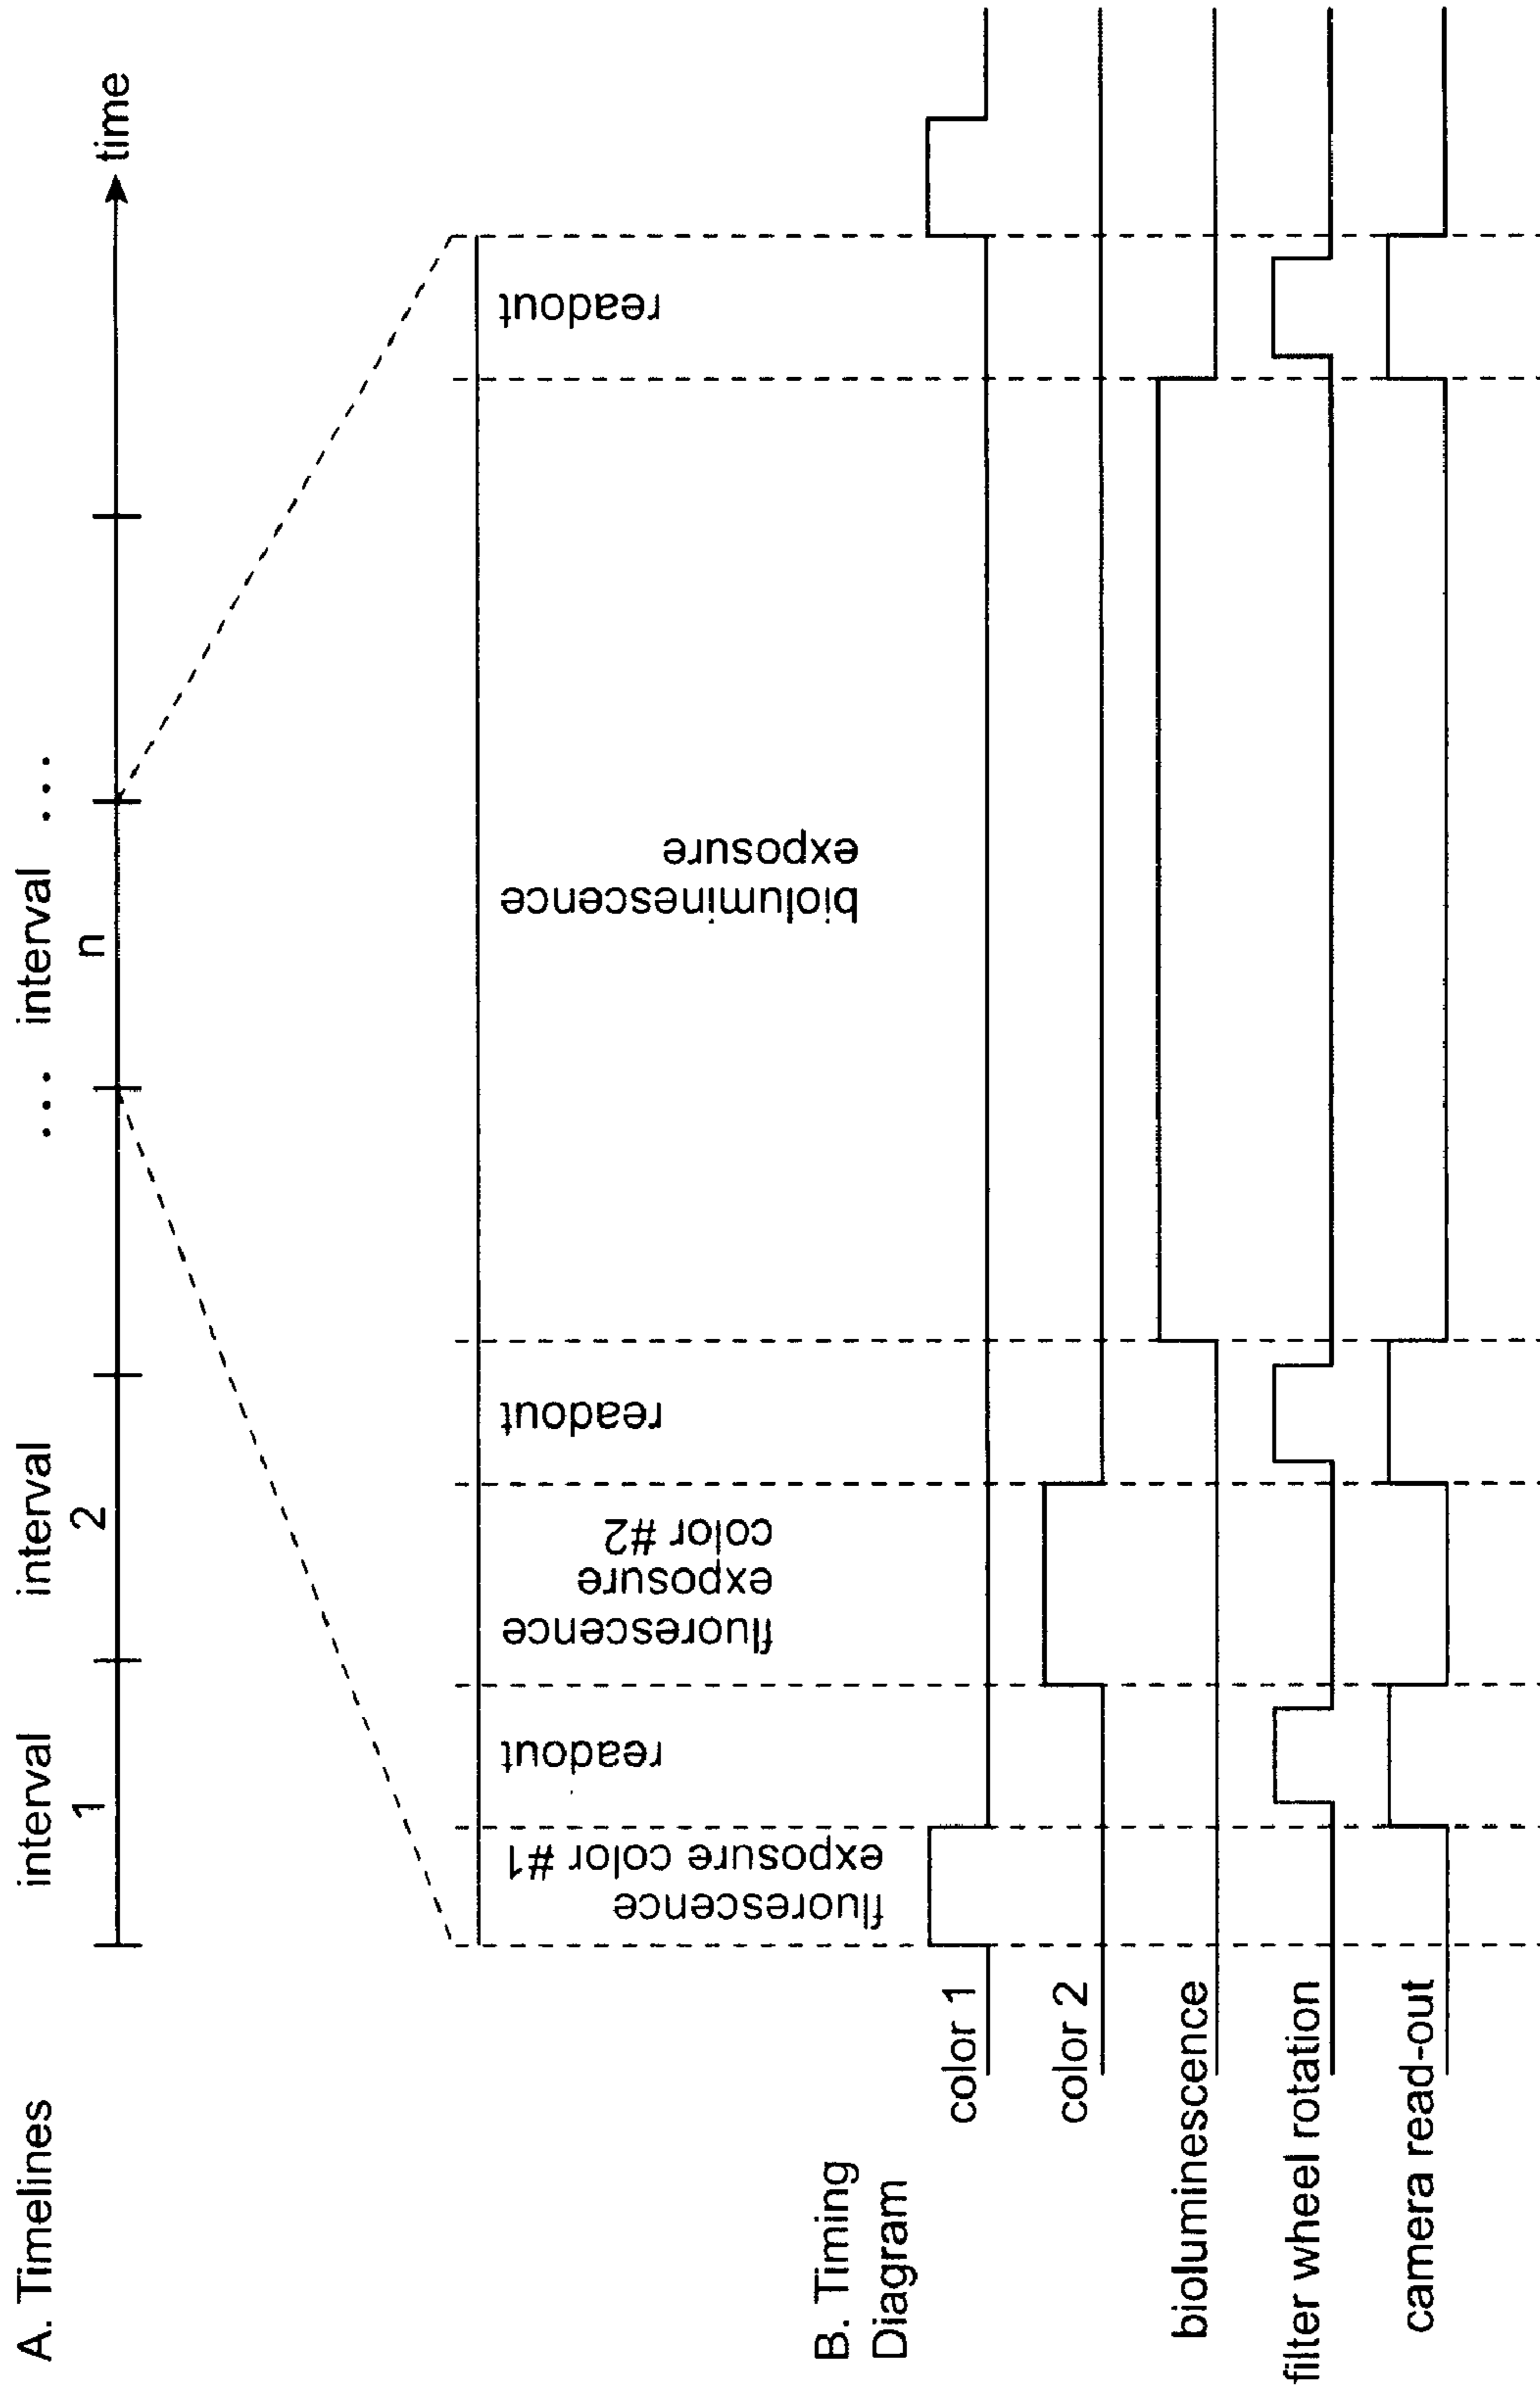 A. Timelines
interval
1
interval
2
... interval ...
n
time
fluorescence
exposure color #1
readout
fluorescence
exposure
color #2
readout
bioluminescence
exposure
readout
B. Timing
Diagram
color 1
color 2
bioluminescence
filter wheel rotation
camera read-out